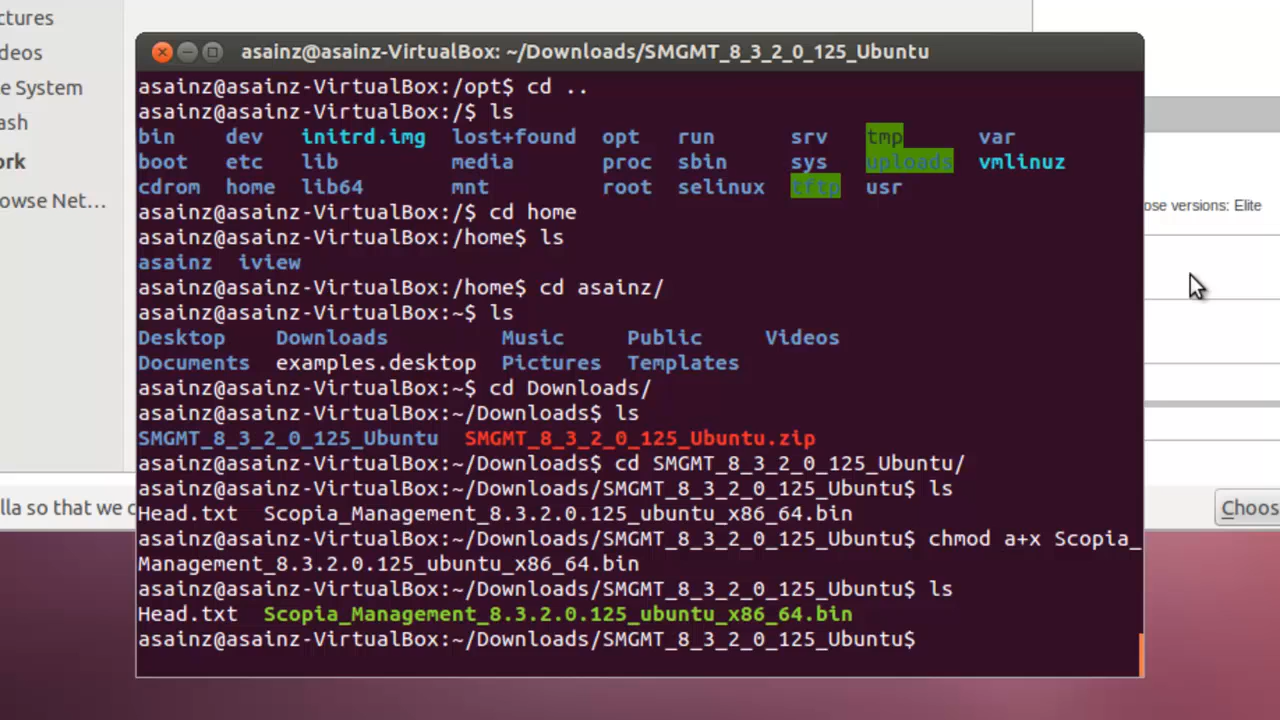 ctures
deos
e System
ash
ork
owse Net...
asainz@asainz-VirtualBox: ~/Downloads/SMGMT_8_3_2_0_125_Ubuntu
asainz@asainz-VirtualBox:/opt$ cd ..
asainz@asainz-VirtualBox:/$ ls
bin dev initrd.img lost+found opt run srv tmp var
boot etc lib media proc sbin sys uploads vmlinuz
cdrom home lib64 mnt root selinux tftp usr
asainz@asainz-VirtualBox:/$ cd home
asainz@asainz-VirtualBox:/home$ ls
asainz iview
asainz@asainz-VirtualBox:/home$ cd asainz/
asainz@asainz-VirtualBox:~$ ls
Desktop Downloads Music Public Videos
Documents examples.desktop Pictures Templates
asainz@asainz-VirtualBox:~$ cd Downloads/
asainz@asainz-VirtualBox:~/Downloads$ ls
SMGMT_8_3_2_0_125_Ubuntu SMGMT_8_3_2_0_125_Ubuntu.zip
asainz@asainz-VirtualBox:~/Downloads$ cd SMGMT_8_3_2_0_125_Ubuntu/
asainz@asainz-VirtualBox:~/Downloads/SMGMT_8_3_2_0_125_Ubuntu$ ls
Head.txt Scopia_Management_8.3.2.0.125_ubuntu_x86_64.bin
asainz@asainz-VirtualBox:~/Downloads/SMGMT_8_3_2_0_125_Ubuntu$ chmod a+x Scopia_
Management_8.3.2.0.125_ubuntu_x86_64.bin
asainz@asainz-VirtualBox:~/Downloads/SMGMT_8_3_2_0_125_Ubuntu$ ls
Head.txt Scopia_Management_8.3.2.0.125_ubuntu_x86_64.bin
asainz@asainz-VirtualBox:~/Downloads/SMGMT_8_3_2_0_125_Ubuntu$
ose versions: Elite
lla so that we c
Choos